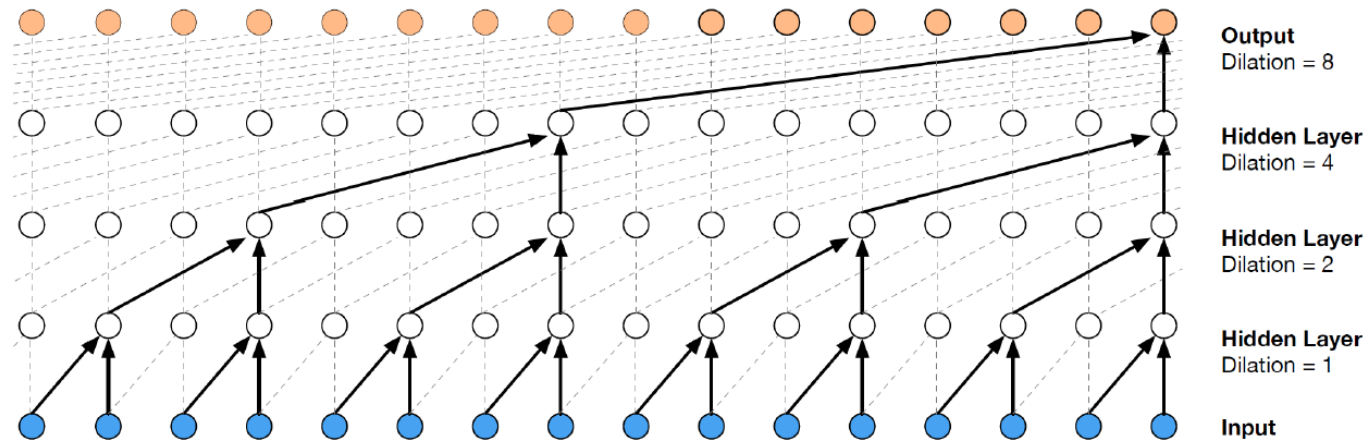 Output
Dilation = 8
Hidden Layer
Dilation = 4
Hidden Layer
Dilation = 2
Hidden Layer
Dilation = 1
Input